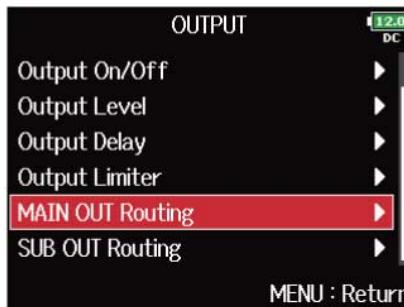 OUTPUT
12.0
DC
Output On/Off
Output Level
Output Delay
Output Limiter
MAIN OUT Routing
SUB OUT Routing
MENU : Return